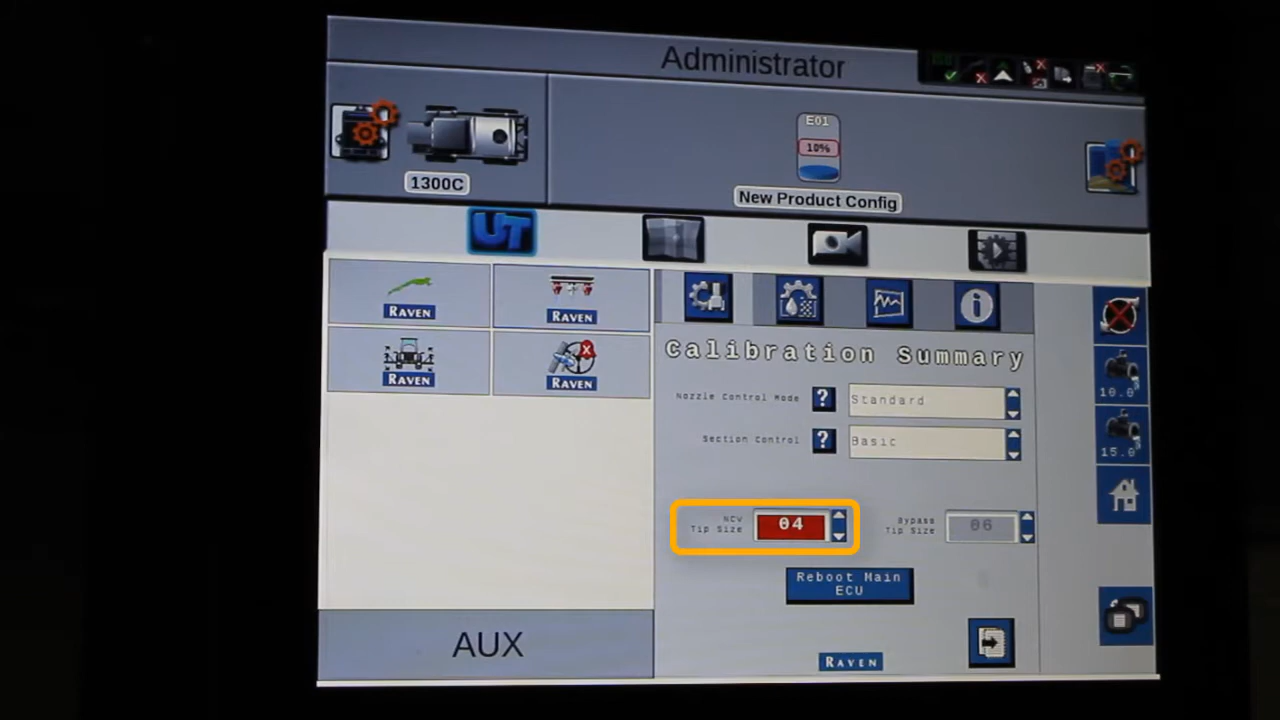 Administrator
1300C
E01
10%
New Product Config
UT
RAVEN
RAVEN
RAVEN
RAVEN
Calibration Summary
Nozzle Control Mode ? Standard
Section Control ? Basic
NCV
Tip Size
04
Bypass
Tip Size
06
Reboot Main
ECU
AUX
RAVEN
10.0
15.0